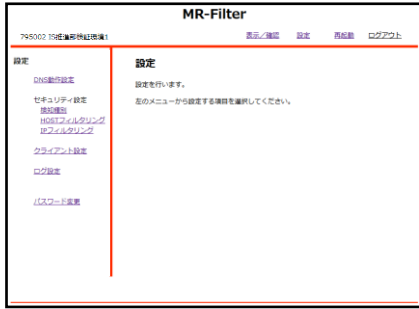 MR-Filter
795002 IS推進部検証環境1
表示/確認 設定 再起動 ログアウト
設定
DNS動作設定
セキュリティ設定
検知種別
HOSTフィルタリング
IPフィルタリング
クライアント設定
ログ設定
パスワード変更
設定
設定を行います。
左のメニューから設定する項目を選択してください。